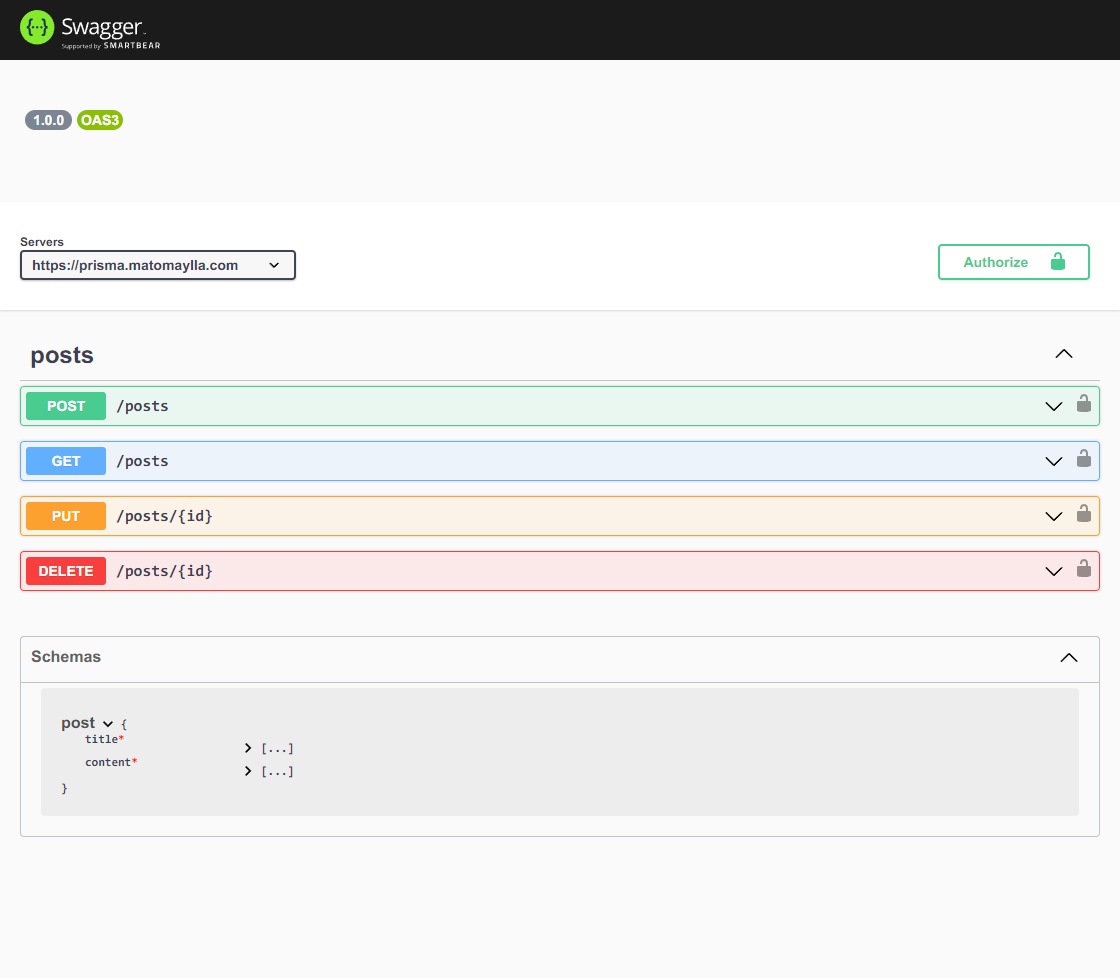 {···} Swagger
Supported by SMARTBEAR
1.0.0 OAS3
Servers
https://prisma.matomaylla.com
Authorize
posts
POST /posts
GET /posts
PUT /posts/{id}
DELETE /posts/{id}
Schemas
post {
title* [...]
content* [...]
}